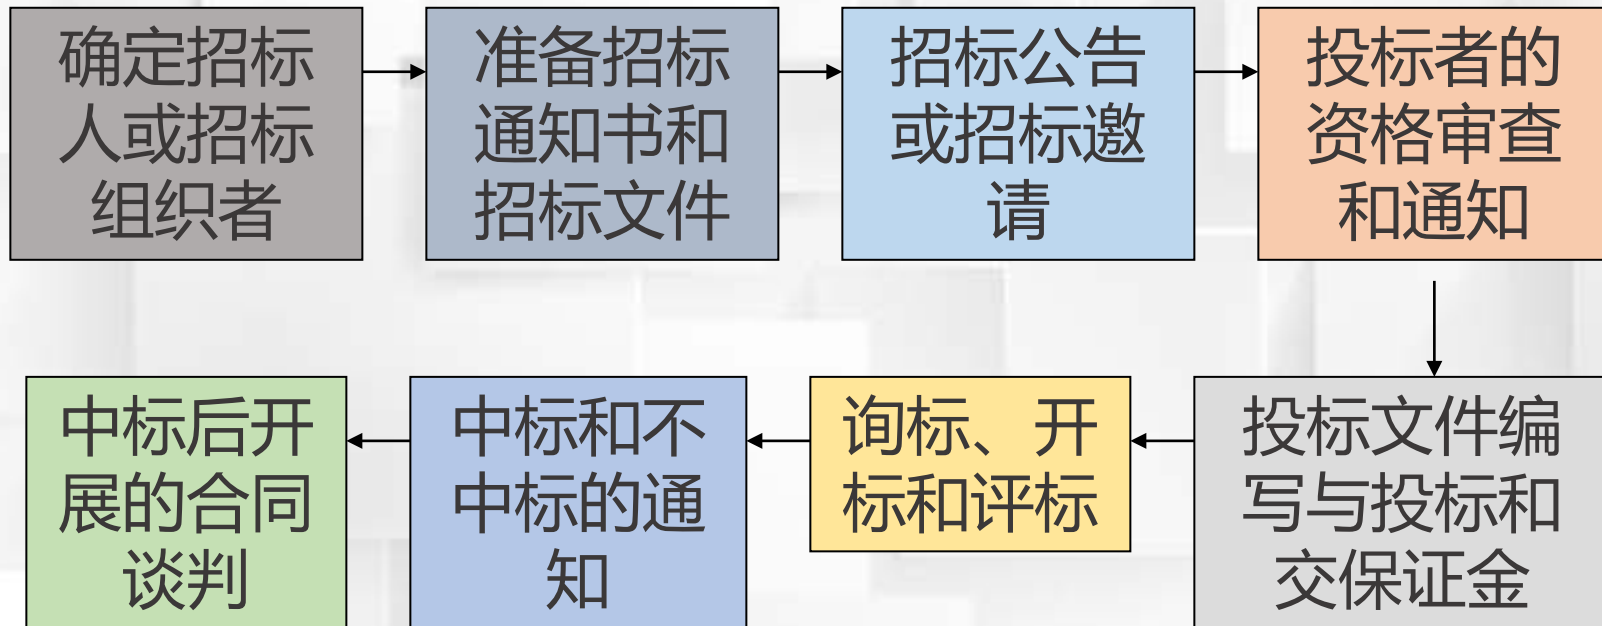 确定招标
人或招标
组织者
准备招标
通知书和
招标文件
招标公告
或招标邀
请
投标者的
资格审查
和通知
投标文件编
写与投标和
交保证金
询标、开
标和评标
中标和不
中标的通
知
中标后开
展的合同
谈判